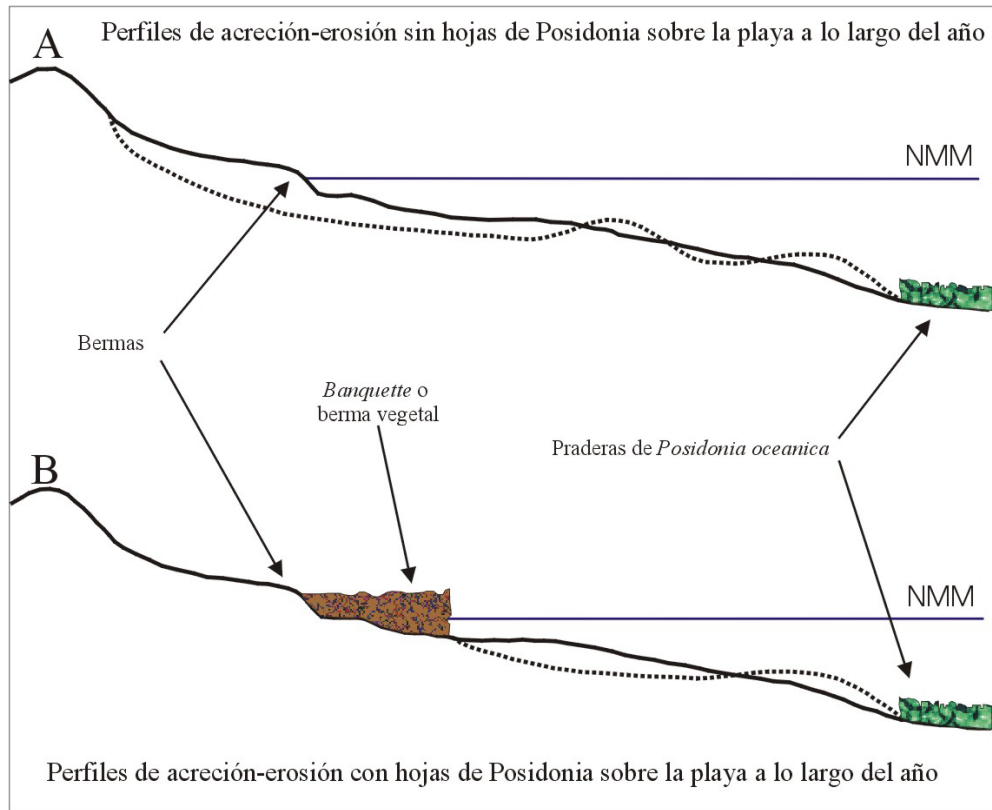 A
Perfiles de acreción-erosión sin hojas de Posidonia sobre la playa a lo largo del año
NMM
Bermas
Banquette o
berma vegetal
Praderas de Posidonia oceanica
B
NMM
Perfiles de acreción-erosión con hojas de Posidonia sobre la playa a lo largo del año